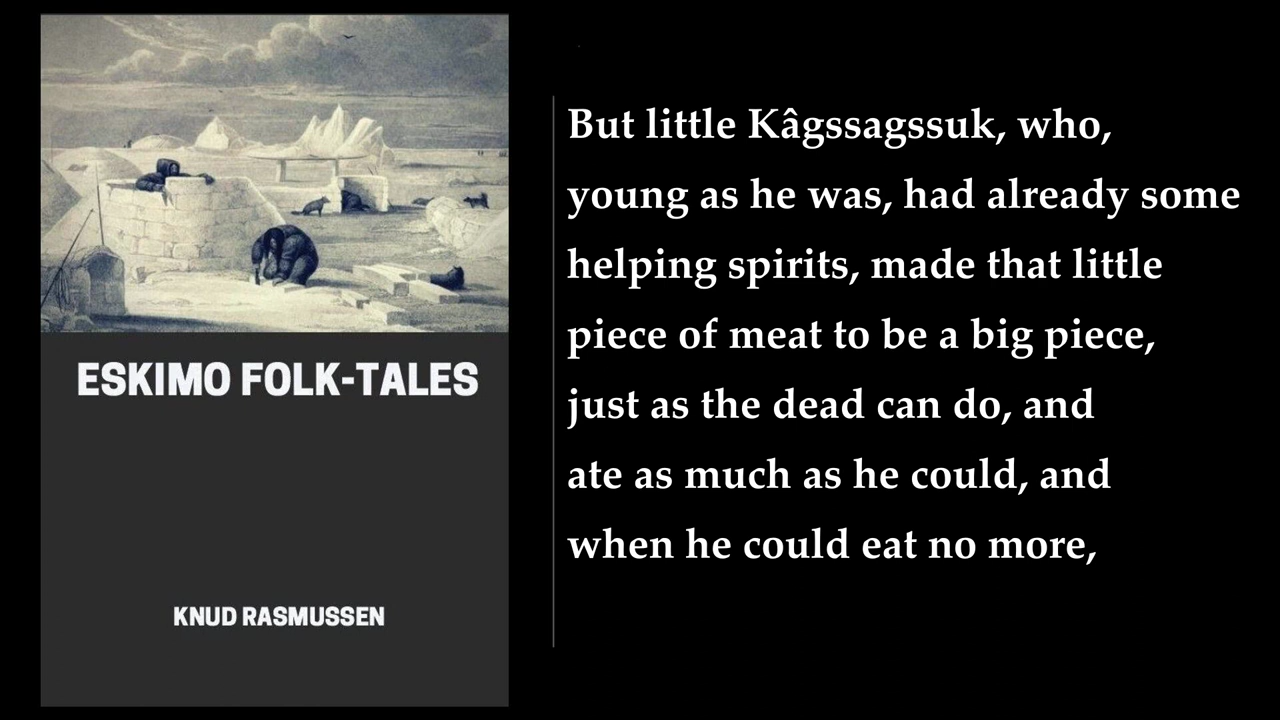 ESKIMO FOLK-TALES
KNUD RASMUSSEN
But little Kâgssagssuk, who,
young as he was, had already some
helping spirits, made that little
piece of meat to be a big piece,
just as the dead can do, and
ate as much as he could, and
when he could eat no more,